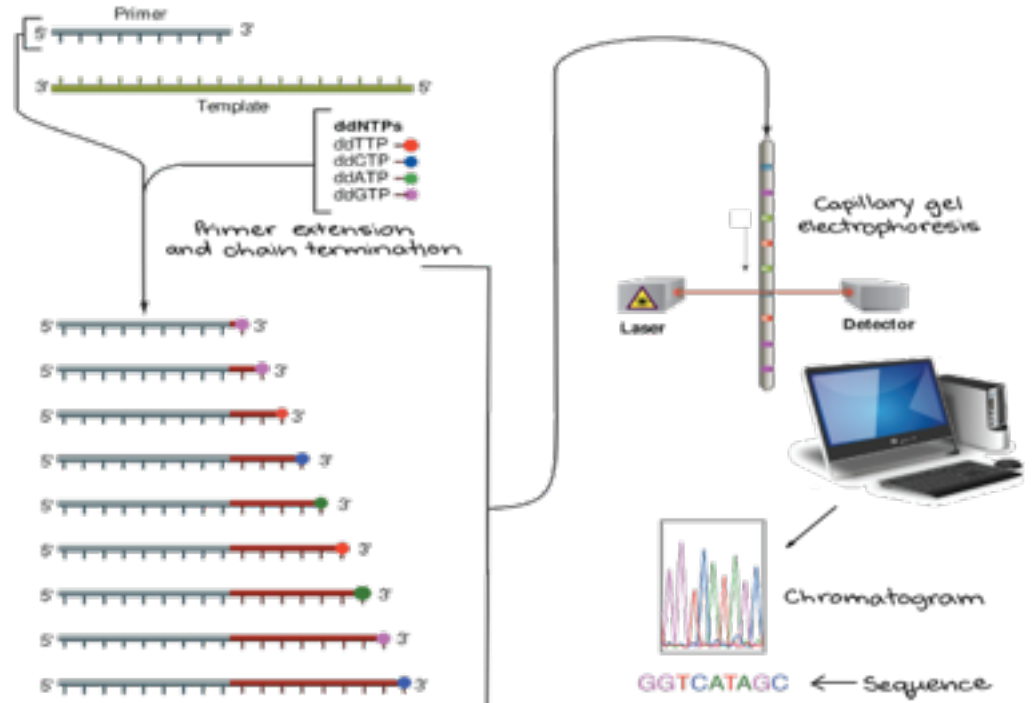 Primer
5' 3'
3' 5'
Template
ddNTPs
ddTTP
ddCTP
ddATP
ddGTP
Primer extension
and chain termination
5' 3'
5' 3'
5' 3'
5' 3'
5' 3'
5' 3'
5' 3'
5' 3'
5' 3'
Capillary gel
electrophoresis
Laser
Detector
Chromatogram
GGTCATAGC ← Sequence